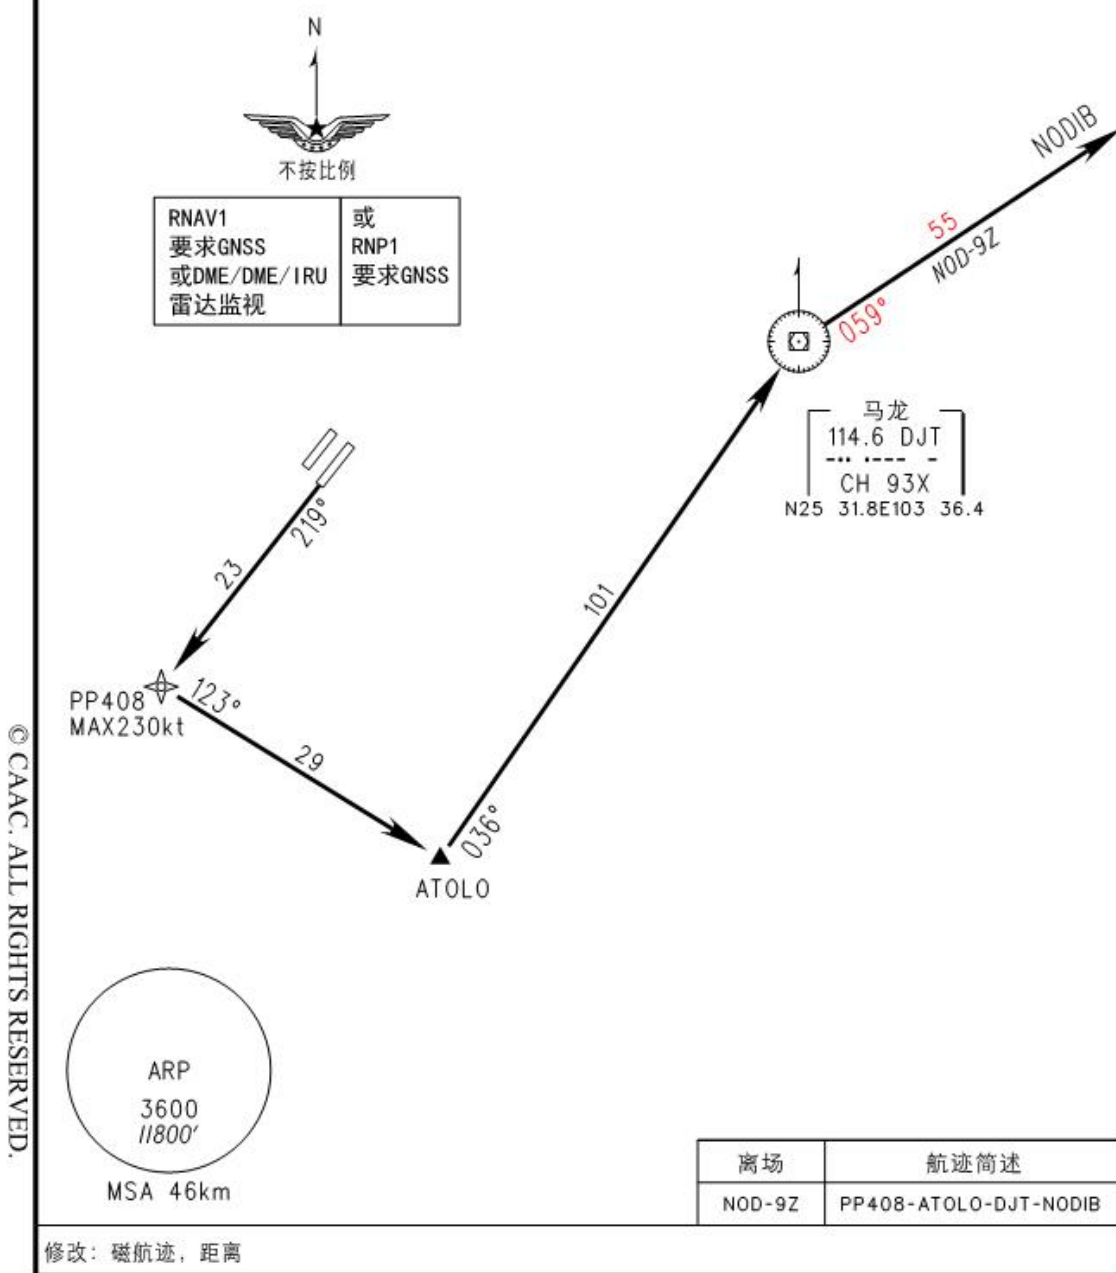 N
不按比例
RNAV1
要求GNSS
或DME/DME/IRU
雷达监视
或
RNP1
要求GNSS
NODIB
55
NOD-9Z
059°
马龙
114.6 DJT
CH 93X
N25 31.8E103 36.4
219°
23
101
PP408
MAX230kt
123°
29
036°
ATOLO
ARP
3600
11800'
MSA 46km
离场
航迹简述
NOD-9Z
PP408-ATOLO-DJT-NODIB
修改：磁航迹，距离
© CAAC. ALL RIGHTS RESERVED.